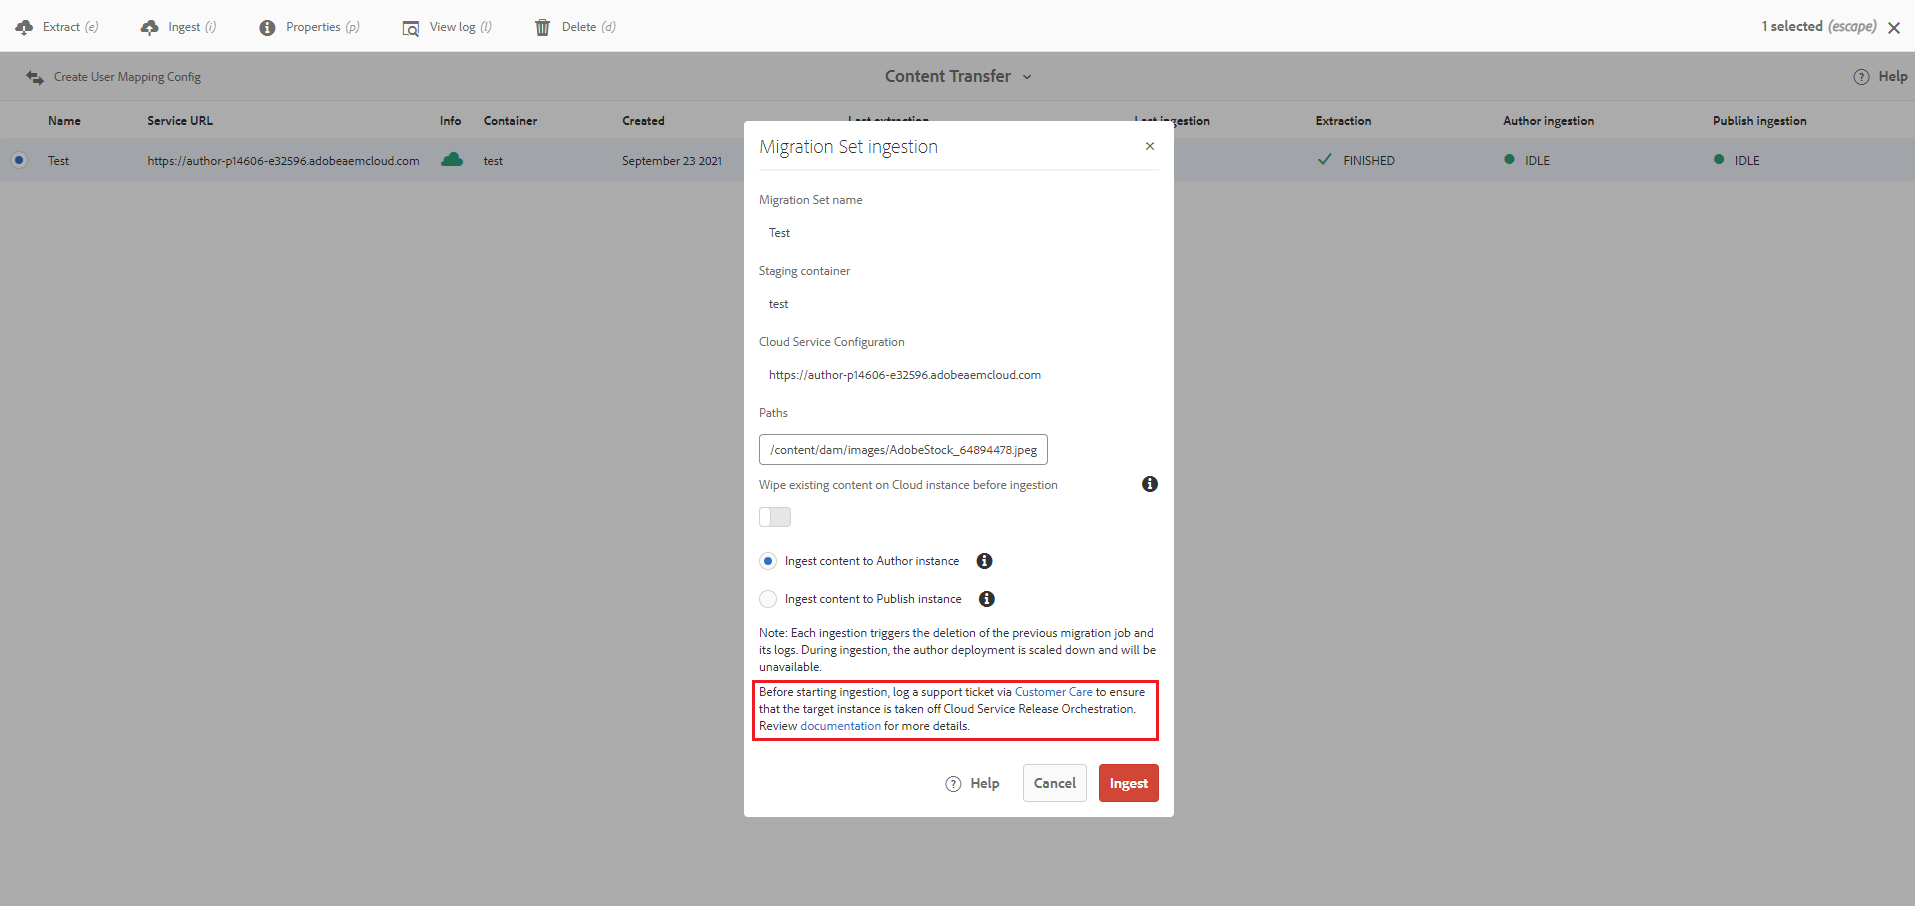 Extract (e) Ingest (i) Properties (p) View log (l) Delete (d) 1 selected (escape)
Create User Mapping Config Content Transfer Help
Name Service URL Info Container Created Last extraction Last ingestion Extraction Author ingestion Publish ingestion
Test https://author-p14606-e32596.adobeaemcloud.com test September 23 2021 FINISHED IDLE IDLE
Migration Set ingestion
Migration Set name
Test
Staging container
test
Cloud Service Configuration
https://author-p14606-e32596.adobeaemcloud.com
Paths
/content/dam/images/AdobeStock_64894478.jpeg
Wipe existing content on Cloud instance before ingestion
Ingest content to Author instance
Ingest content to Publish instance
Note: Each ingestion triggers the deletion of the previous migration job and
its logs. During ingestion, the author deployment is scaled down and will be
unavailable.
Before starting ingestion, log a support ticket via Customer Care to ensure
that the target instance is taken off Cloud Service Release Orchestration.
Review documentation for more details.
Help Cancel Ingest